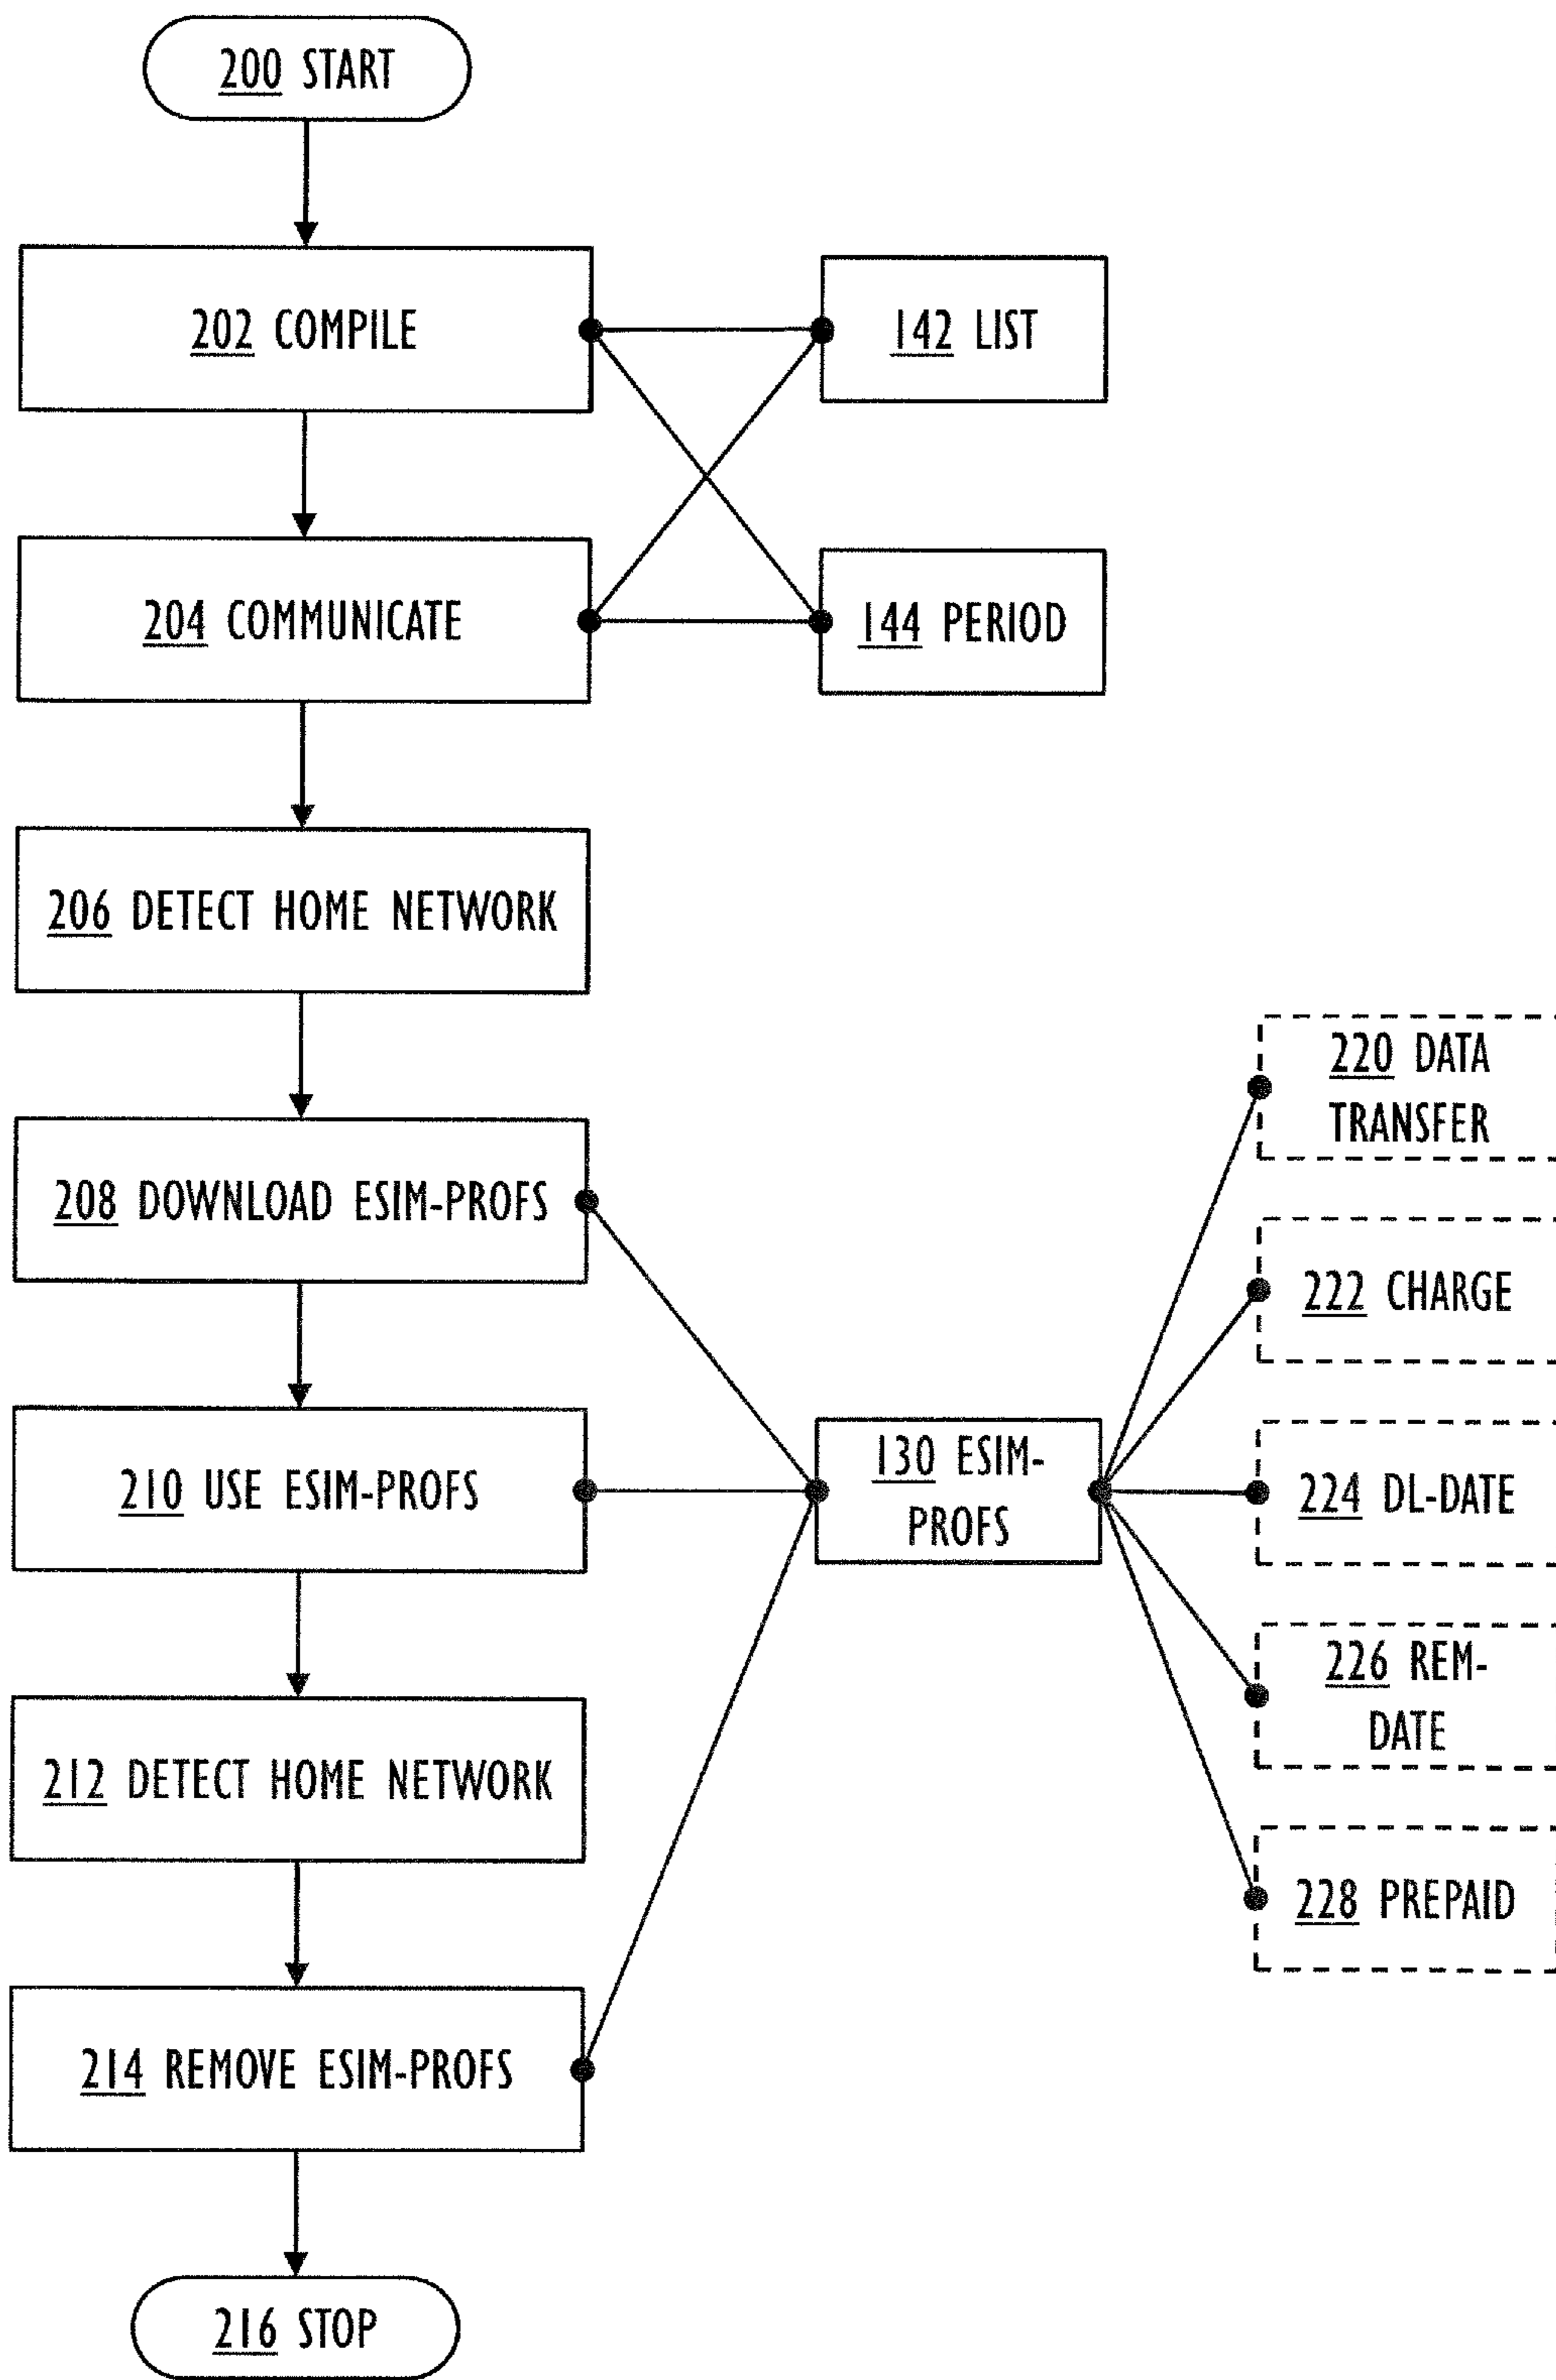 200 START
202 COMPILE
142 LIST
204 COMMUNICATE
144 PERIOD
206 DETECT HOME NETWORK
208 DOWNLOAD ESIM-PROFS
210 USE ESIM-PROFS
212 DETECT HOME NETWORK
214 REMOVE ESIM-PROFS
216 STOP
130 ESIM-
PROFS
220 DATA
TRANSFER
222 CHARGE
224 DL-DATE
226 REM-
DATE
228 PREPAID